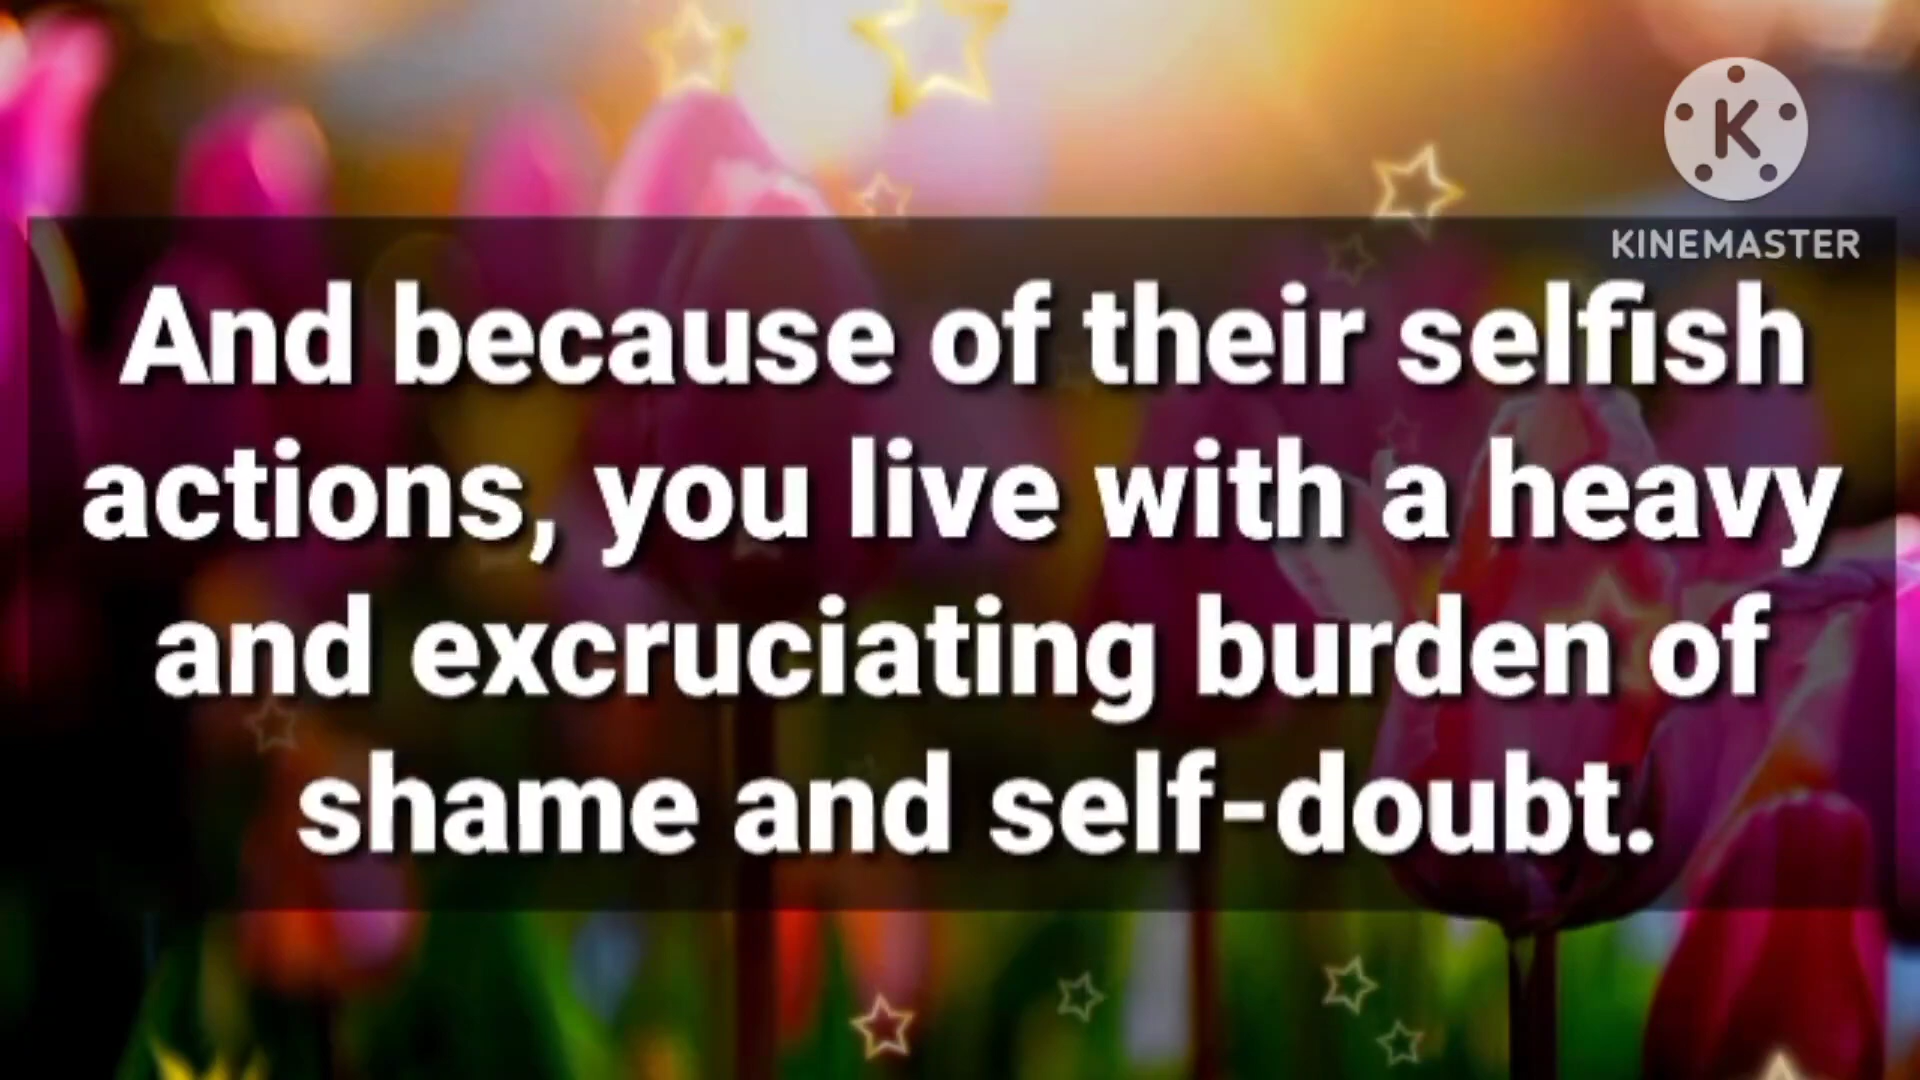 K
KINEMASTER
And because of their selfish
actions, you live with a heavy
and excruciating burden of
shame and self-doubt.